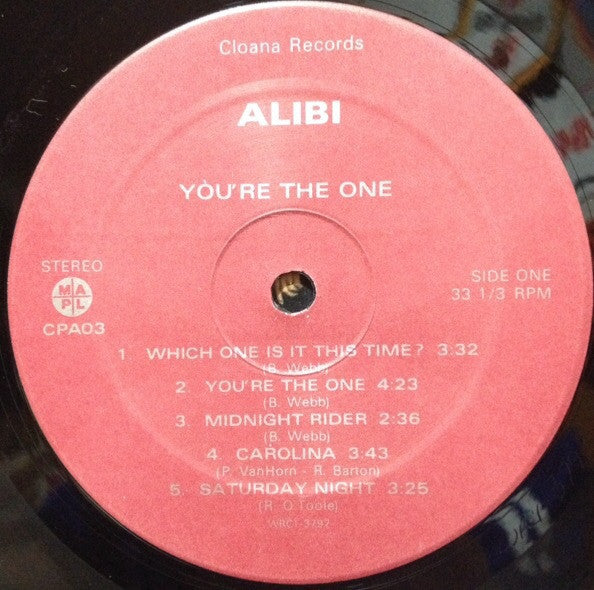 Cloana Records
ALIBI
YOU'RE THE ONE
STEREO
M A
P L
CPA03
SIDE ONE
33 1/3 RPM
1. WHICH ONE IS IT THIS TIME? 3:32
(B. Webb)
2 YOU'RE THE ONE 4:23
(B. Webb)
3. MIDNIGHT RIDER 2:36
(B. Webb)
4. CAROLINA 3:43
(P. VanHorn - R. Barton)
5. SATURDAY NIGHT 3:25
(R. O'Toole)
WRC1-3797